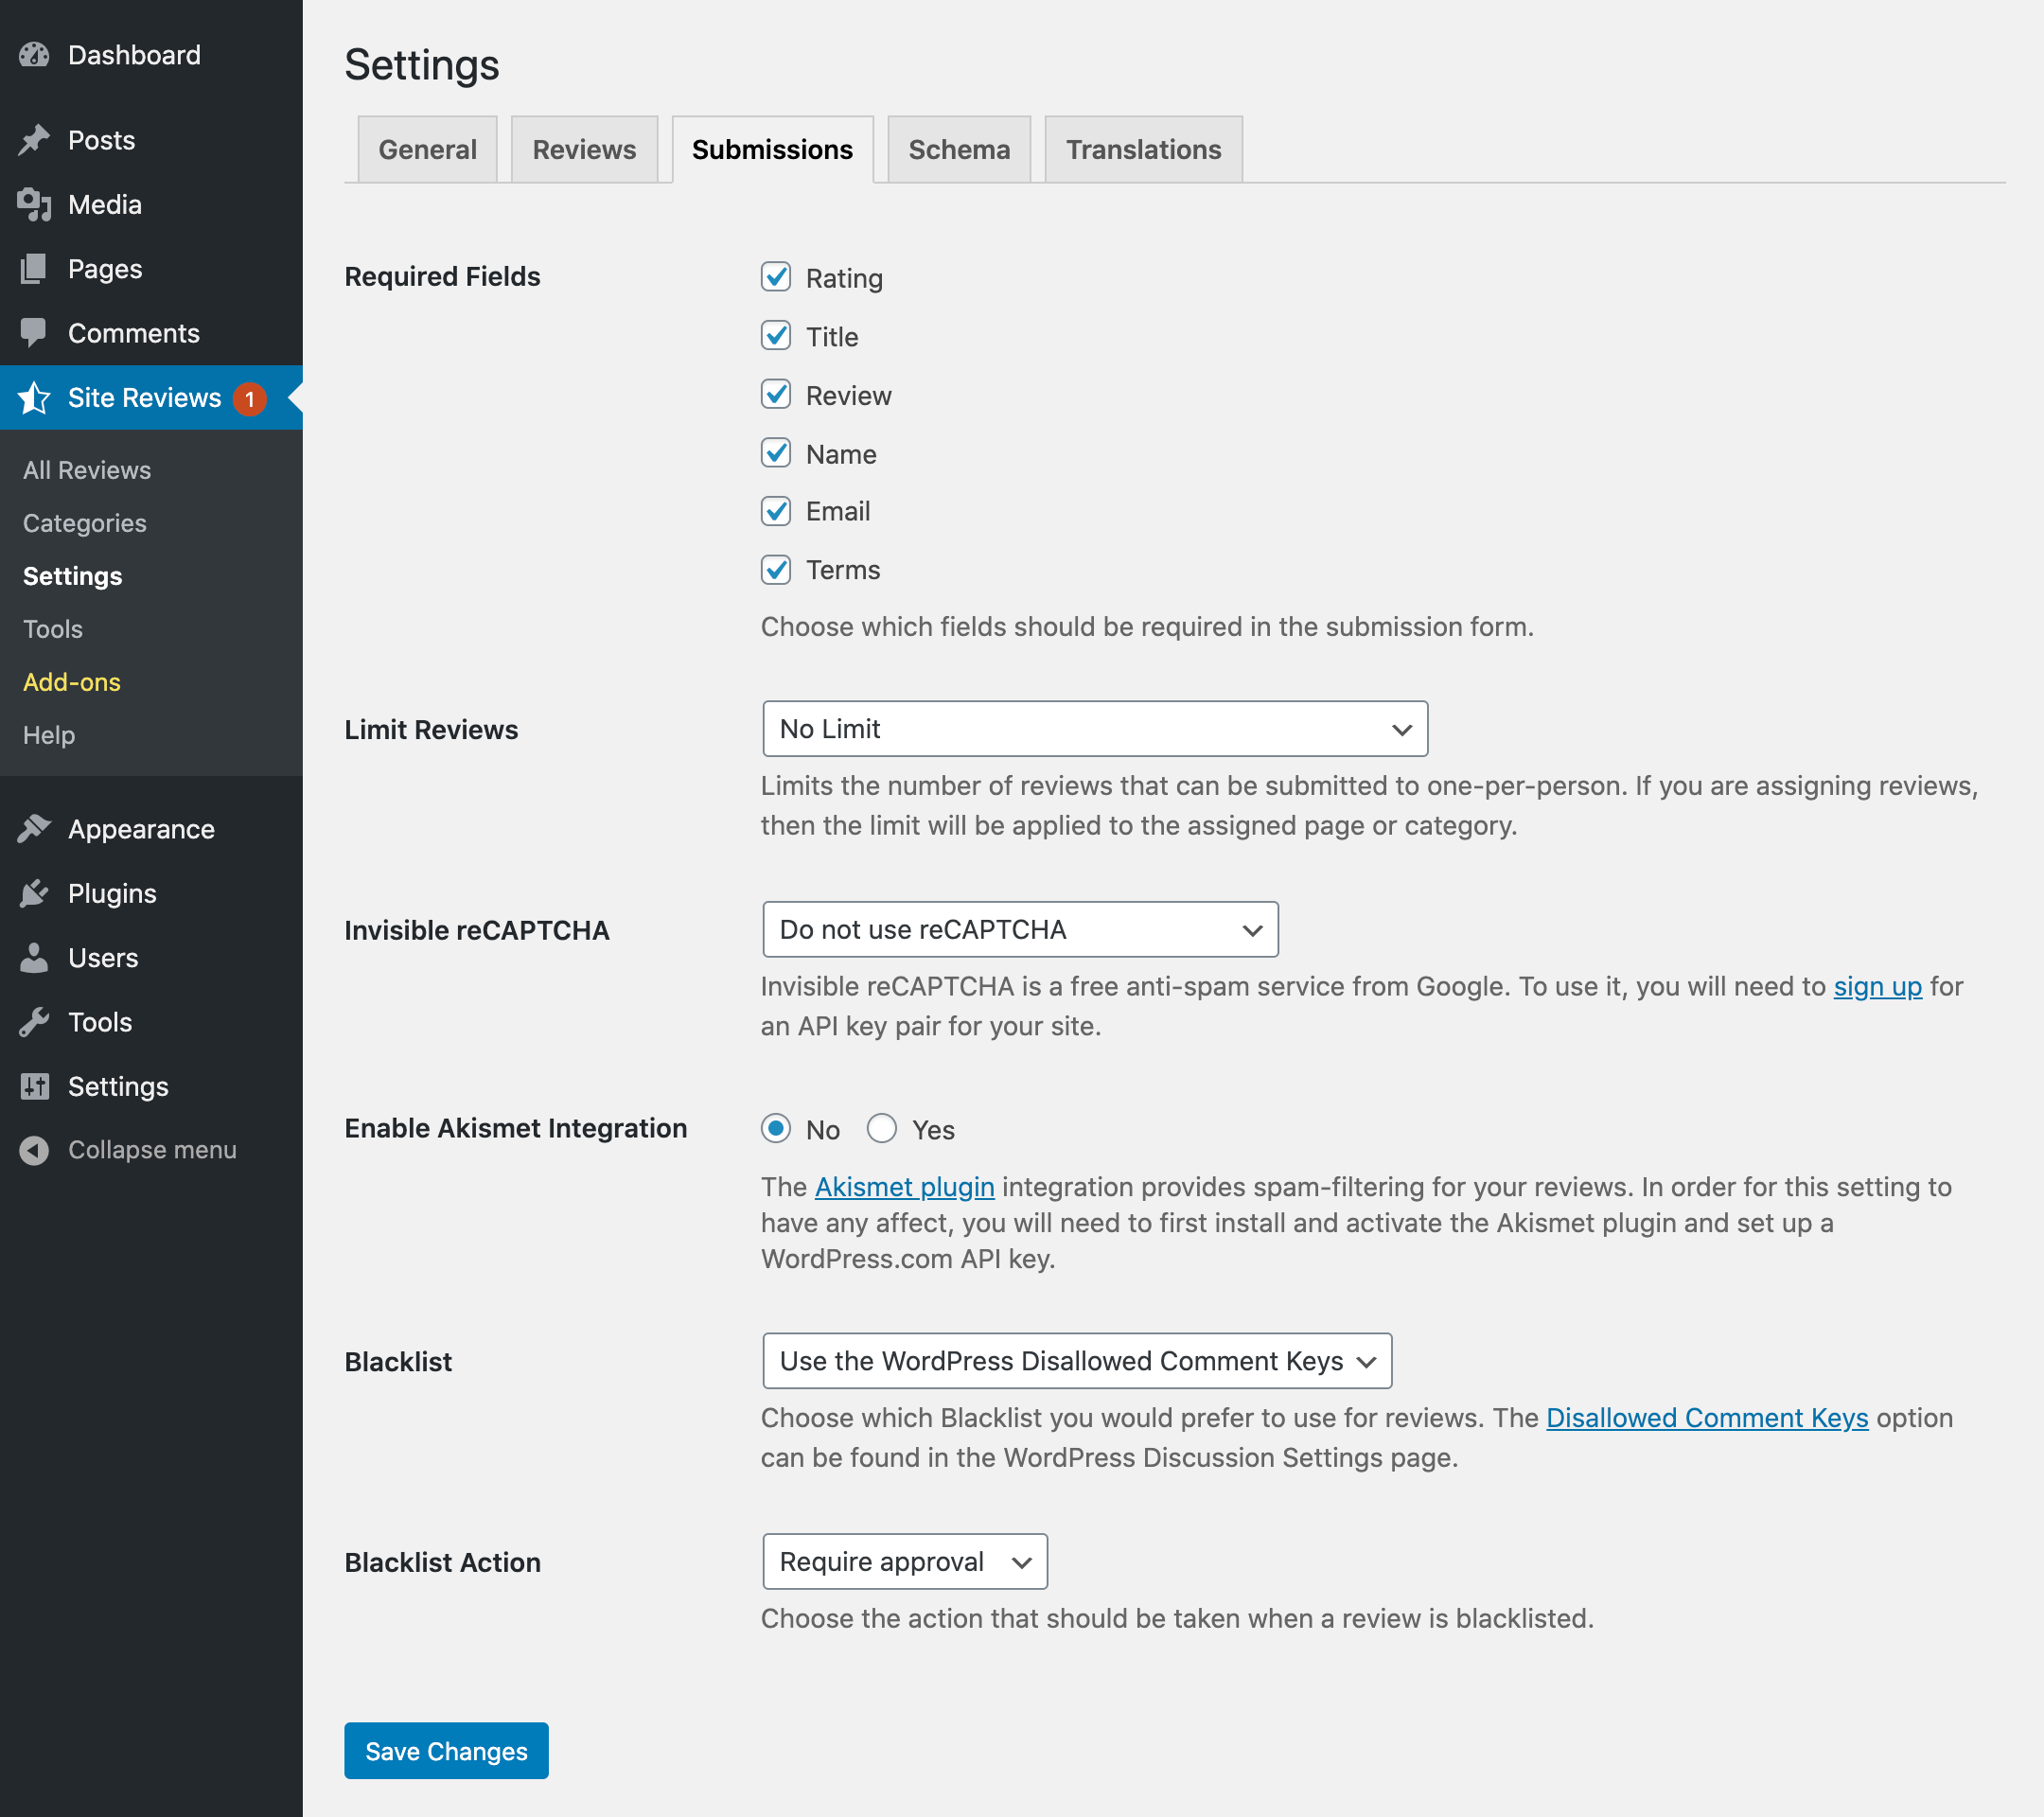 Dashboard
Posts
Media
Pages
Comments
Site Reviews 1
All Reviews
Categories
Settings
Tools
Add-ons
Help
Appearance
Plugins
Users
Tools
Settings
Collapse menu
Settings
General Reviews Submissions Schema Translations
Required Fields
Rating
Title
Review
Name
Email
Terms
Choose which fields should be required in the submission form.
Limit Reviews
No Limit
Limits the number of reviews that can be submitted to one-per-person. If you are assigning reviews,
then the limit will be applied to the assigned page or category.
Invisible reCAPTCHA
Do not use reCAPTCHA
Invisible reCAPTCHA is a free anti-spam service from Google. To use it, you will need to sign up for
an API key pair for your site.
Enable Akismet Integration
No Yes
The Akismet plugin integration provides spam-filtering for your reviews. In order for this setting to
have any affect, you will need to first install and activate the Akismet plugin and set up a
WordPress.com API key.
Blacklist
Use the WordPress Disallowed Comment Keys
Choose which Blacklist you would prefer to use for reviews. The Disallowed Comment Keys option
can be found in the WordPress Discussion Settings page.
Blacklist Action
Require approval
Choose the action that should be taken when a review is blacklisted.
Save Changes